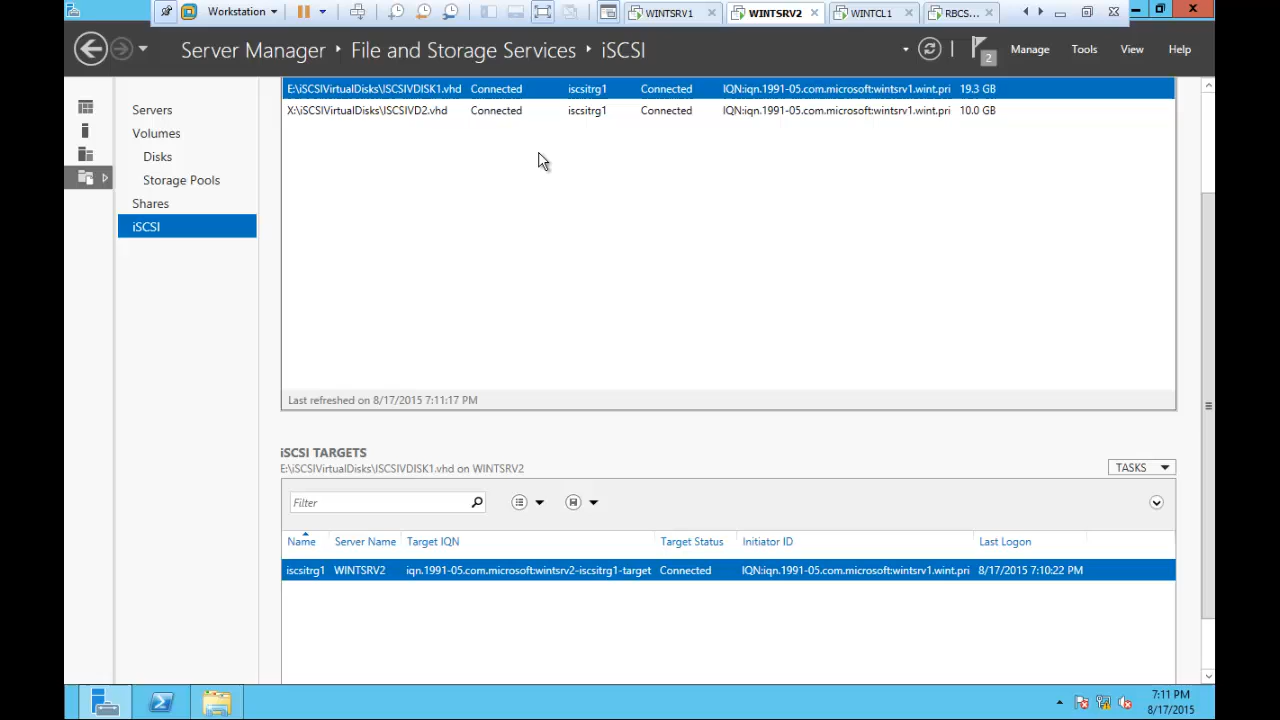 Workstation
WINTSRV1
WINTSRV2
WINTCL1
RBCS...
Server Manager
File and Storage Services
iSCSI
2
Manage
Tools
View
Help
Servers
Volumes
Disks
Storage Pools
Shares
iSCSI
E:\iSCSIVirtualDisks\ISCSIVDISK1.vhd Connected iscsitrg1 Connected IQN:iqn.1991-05.com.microsoft:wintsrv1.wint.pri 19.3 GB
X:\iSCSIVirtualDisks\ISCSIVD2.vhd Connected iscsitrg1 Connected IQN:iqn.1991-05.com.microsoft:wintsrv1.wint.pri 10.0 GB
Last refreshed on 8/17/2015 7:11:17 PM
iSCSI TARGETS
E:\iSCSIVirtualDisks\ISCSIVDISK1.vhd on WINTSRV2
TASKS
Filter
Name Server Name Target IQN Target Status Initiator ID Last Logon
iscsitrg1 WINTSRV2 iqn.1991-05.com.microsoft:wintsrv2-iscsitrg1-target Connected IQN:iqn.1991-05.com.microsoft:wintsrv1.wint.pri 8/17/2015 7:10:22 PM
7:11 PM
8/17/2015